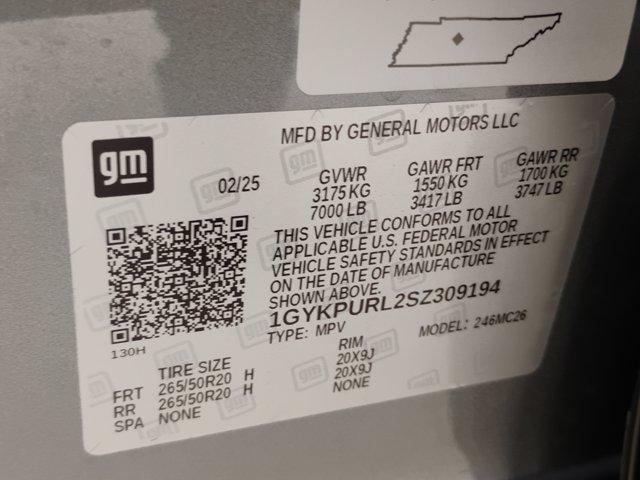 gm
MFD BY GENERAL MOTORS LLC
02/25
GVWR
3175 KG
7000 LB
GAWR FRT
1550 KG
3417 LB
GAWR RR
1700 KG
3747 LB
THIS VEHICLE CONFORMS TO ALL
APPLICABLE U.S. FEDERAL MOTOR
VEHICLE SAFETY STANDARDS IN EFFECT
ON THE DATE OF MANUFACTURE
SHOWN ABOVE.
1GYKPURL2SZ309194
TYPE: MPV
MODEL: 246MC26
130H
TIRE SIZE
RIM
FRT 265/50R20 H 20X9J
RR 265/50R20 H 20X9J
SPA NONE NONE